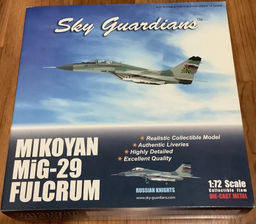 Sky Guardians™
MIKOYAN
MiG-29
FULCRUM
★ Realistic Collectible Model
★ Authentic Liveries
★ Highly Detailed
★ Excellent Quality
RUSSIAN KNIGHTS
www.sky-guardians.com
1:72 Scale
Collectible Item
DIE-CAST METAL